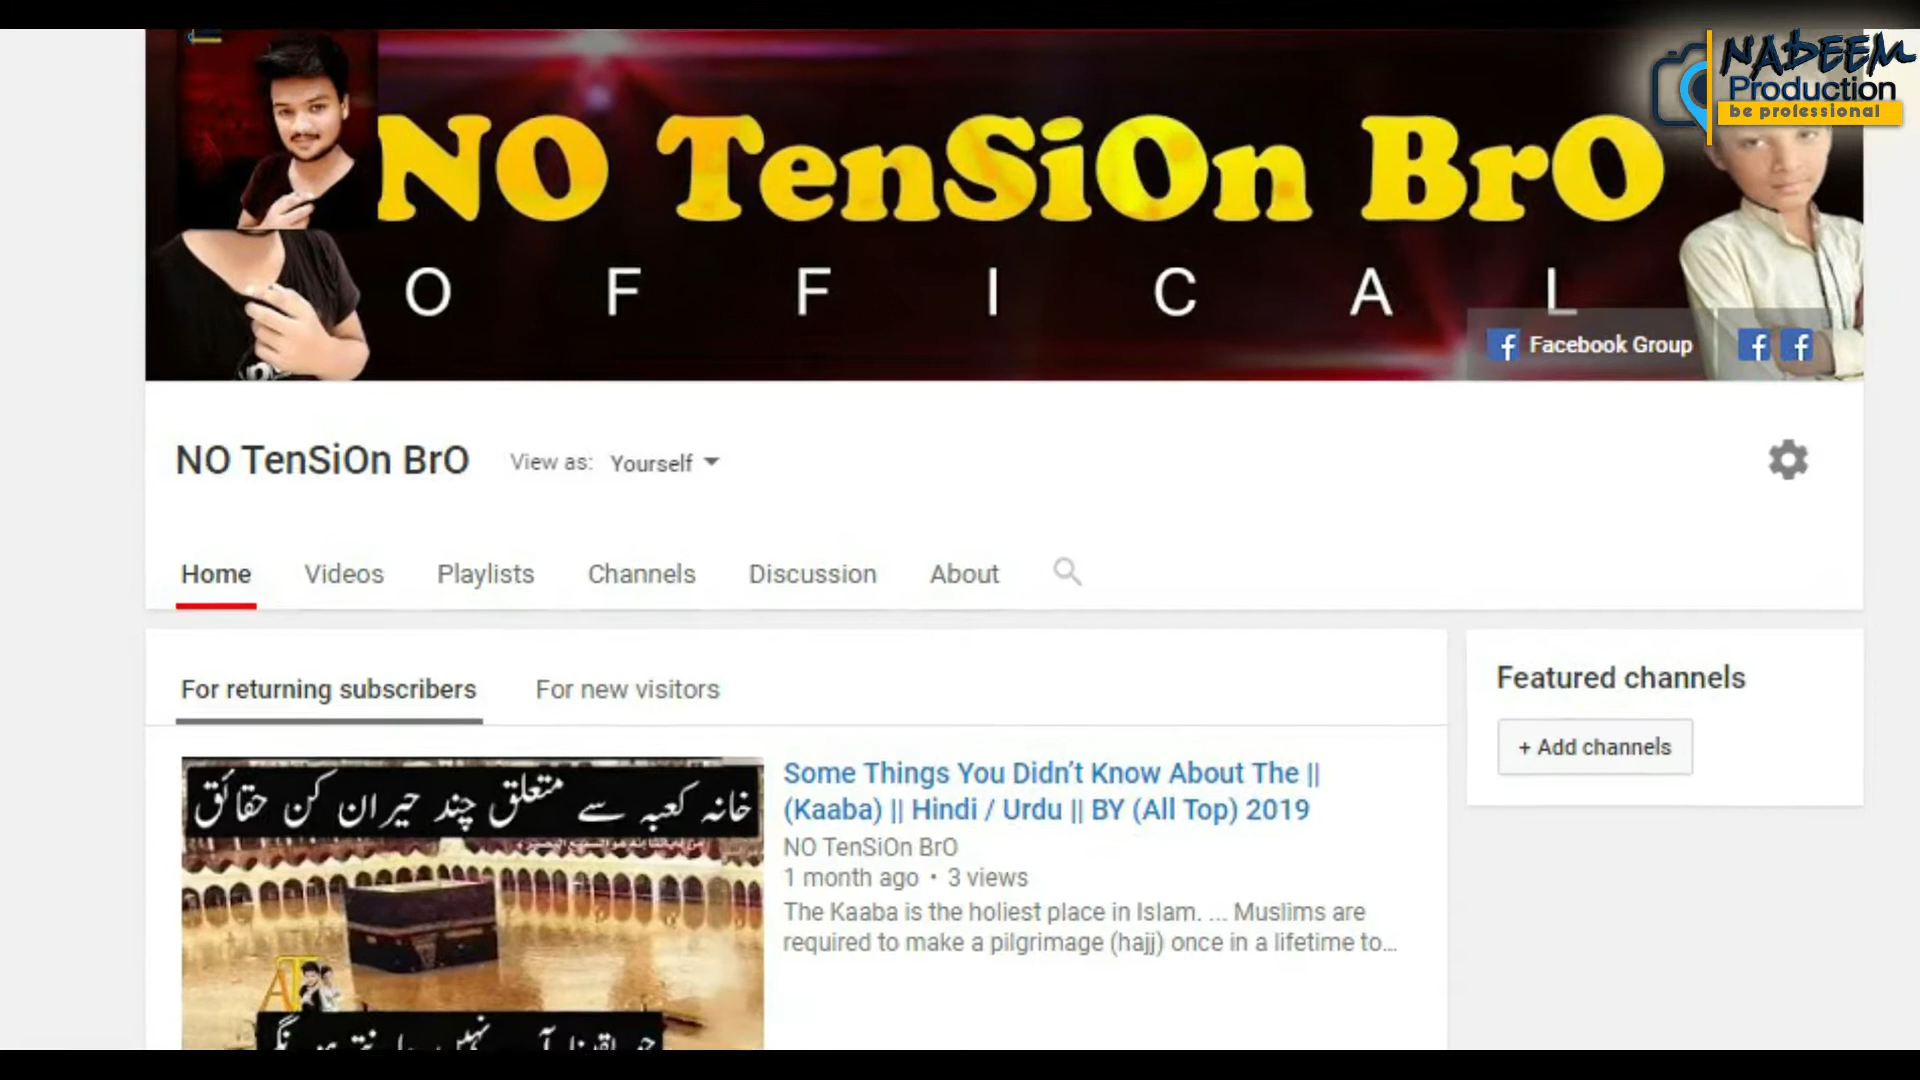 NADEEM
Production
be professional
NO TenSiOn BrO
O F F I C A L
Facebook Group
NO TenSiOn BrO
View as: Yourself
Home Videos Playlists Channels Discussion About
For returning subscribers For new visitors
Featured channels
+ Add channels
خانہ کعبہ سے متعلق چند حیران کن حقائق
Some Things You Didn't Know About The ||
(Kaaba) || Hindi / Urdu || BY (All Top) 2019
NO TenSiOn BrO
1 month ago • 3 views
The Kaaba is the holiest place in Islam. ... Muslims are
required to make a pilgrimage (hajj) once in a lifetime to...
AT